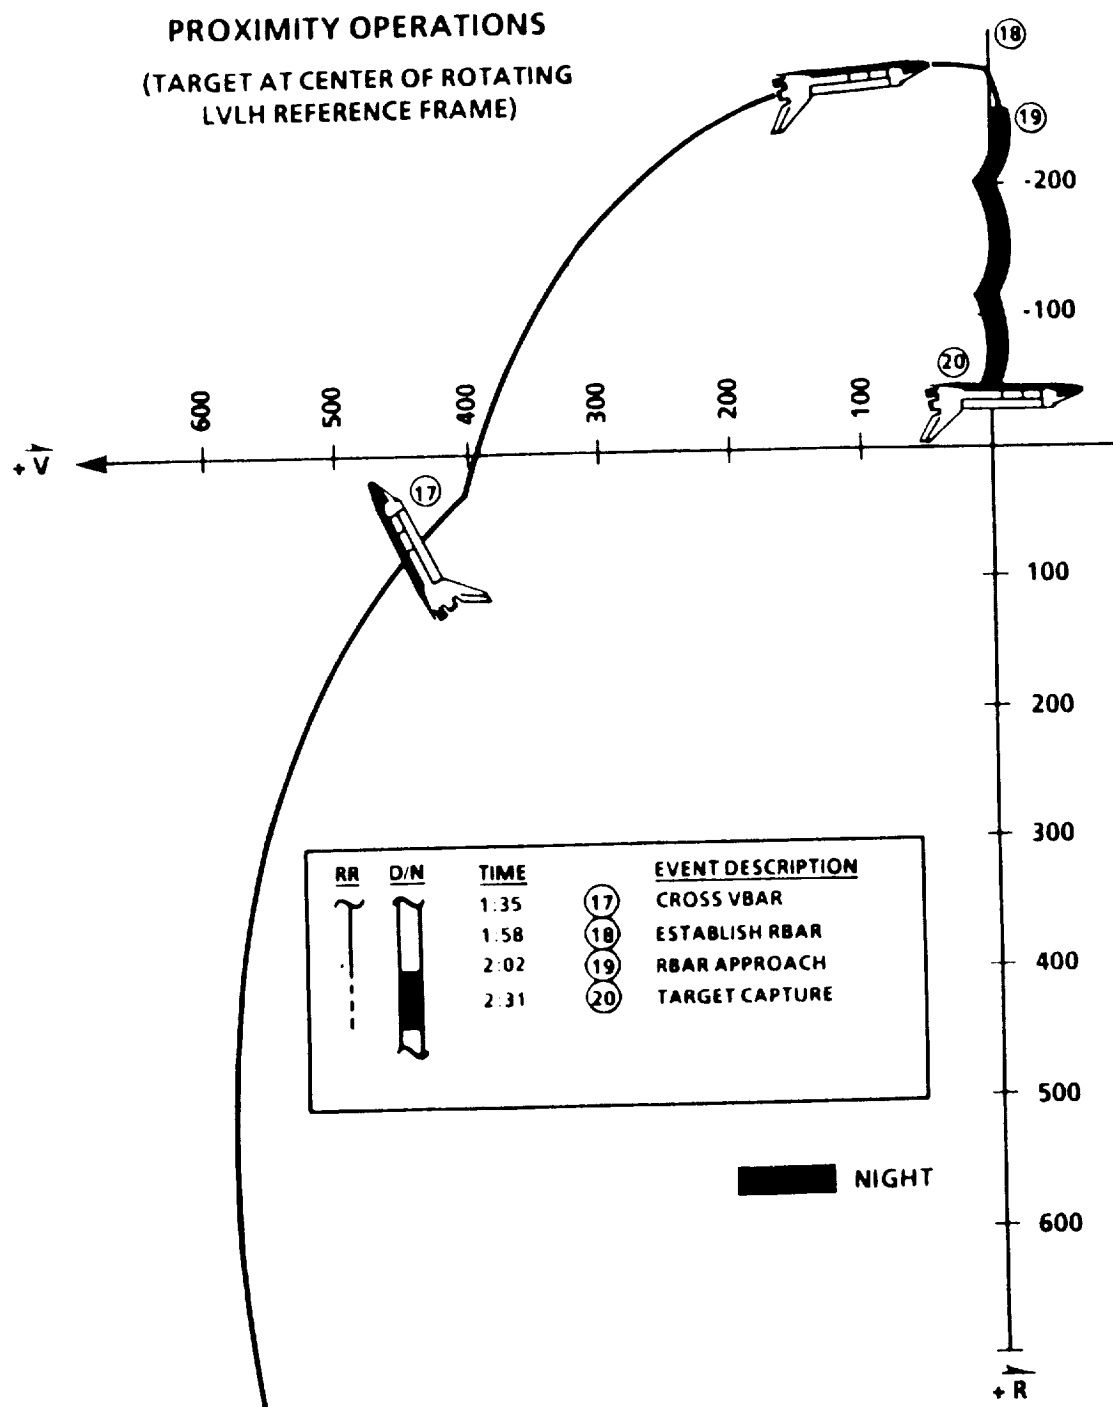 PROXIMITY OPERATIONS
(TARGET AT CENTER OF ROTATING
LVLH REFERENCE FRAME)
18
19
-200
-100
20
600
500
400
300
200
100
+ V
17
100
200
300
RR D/N TIME EVENT DESCRIPTION
1:35 17 CROSS VBAR
1:58 18 ESTABLISH RBAR
2:02 19 RBAR APPROACH
2:31 20 TARGET CAPTURE
400
500
NIGHT
600
+ R